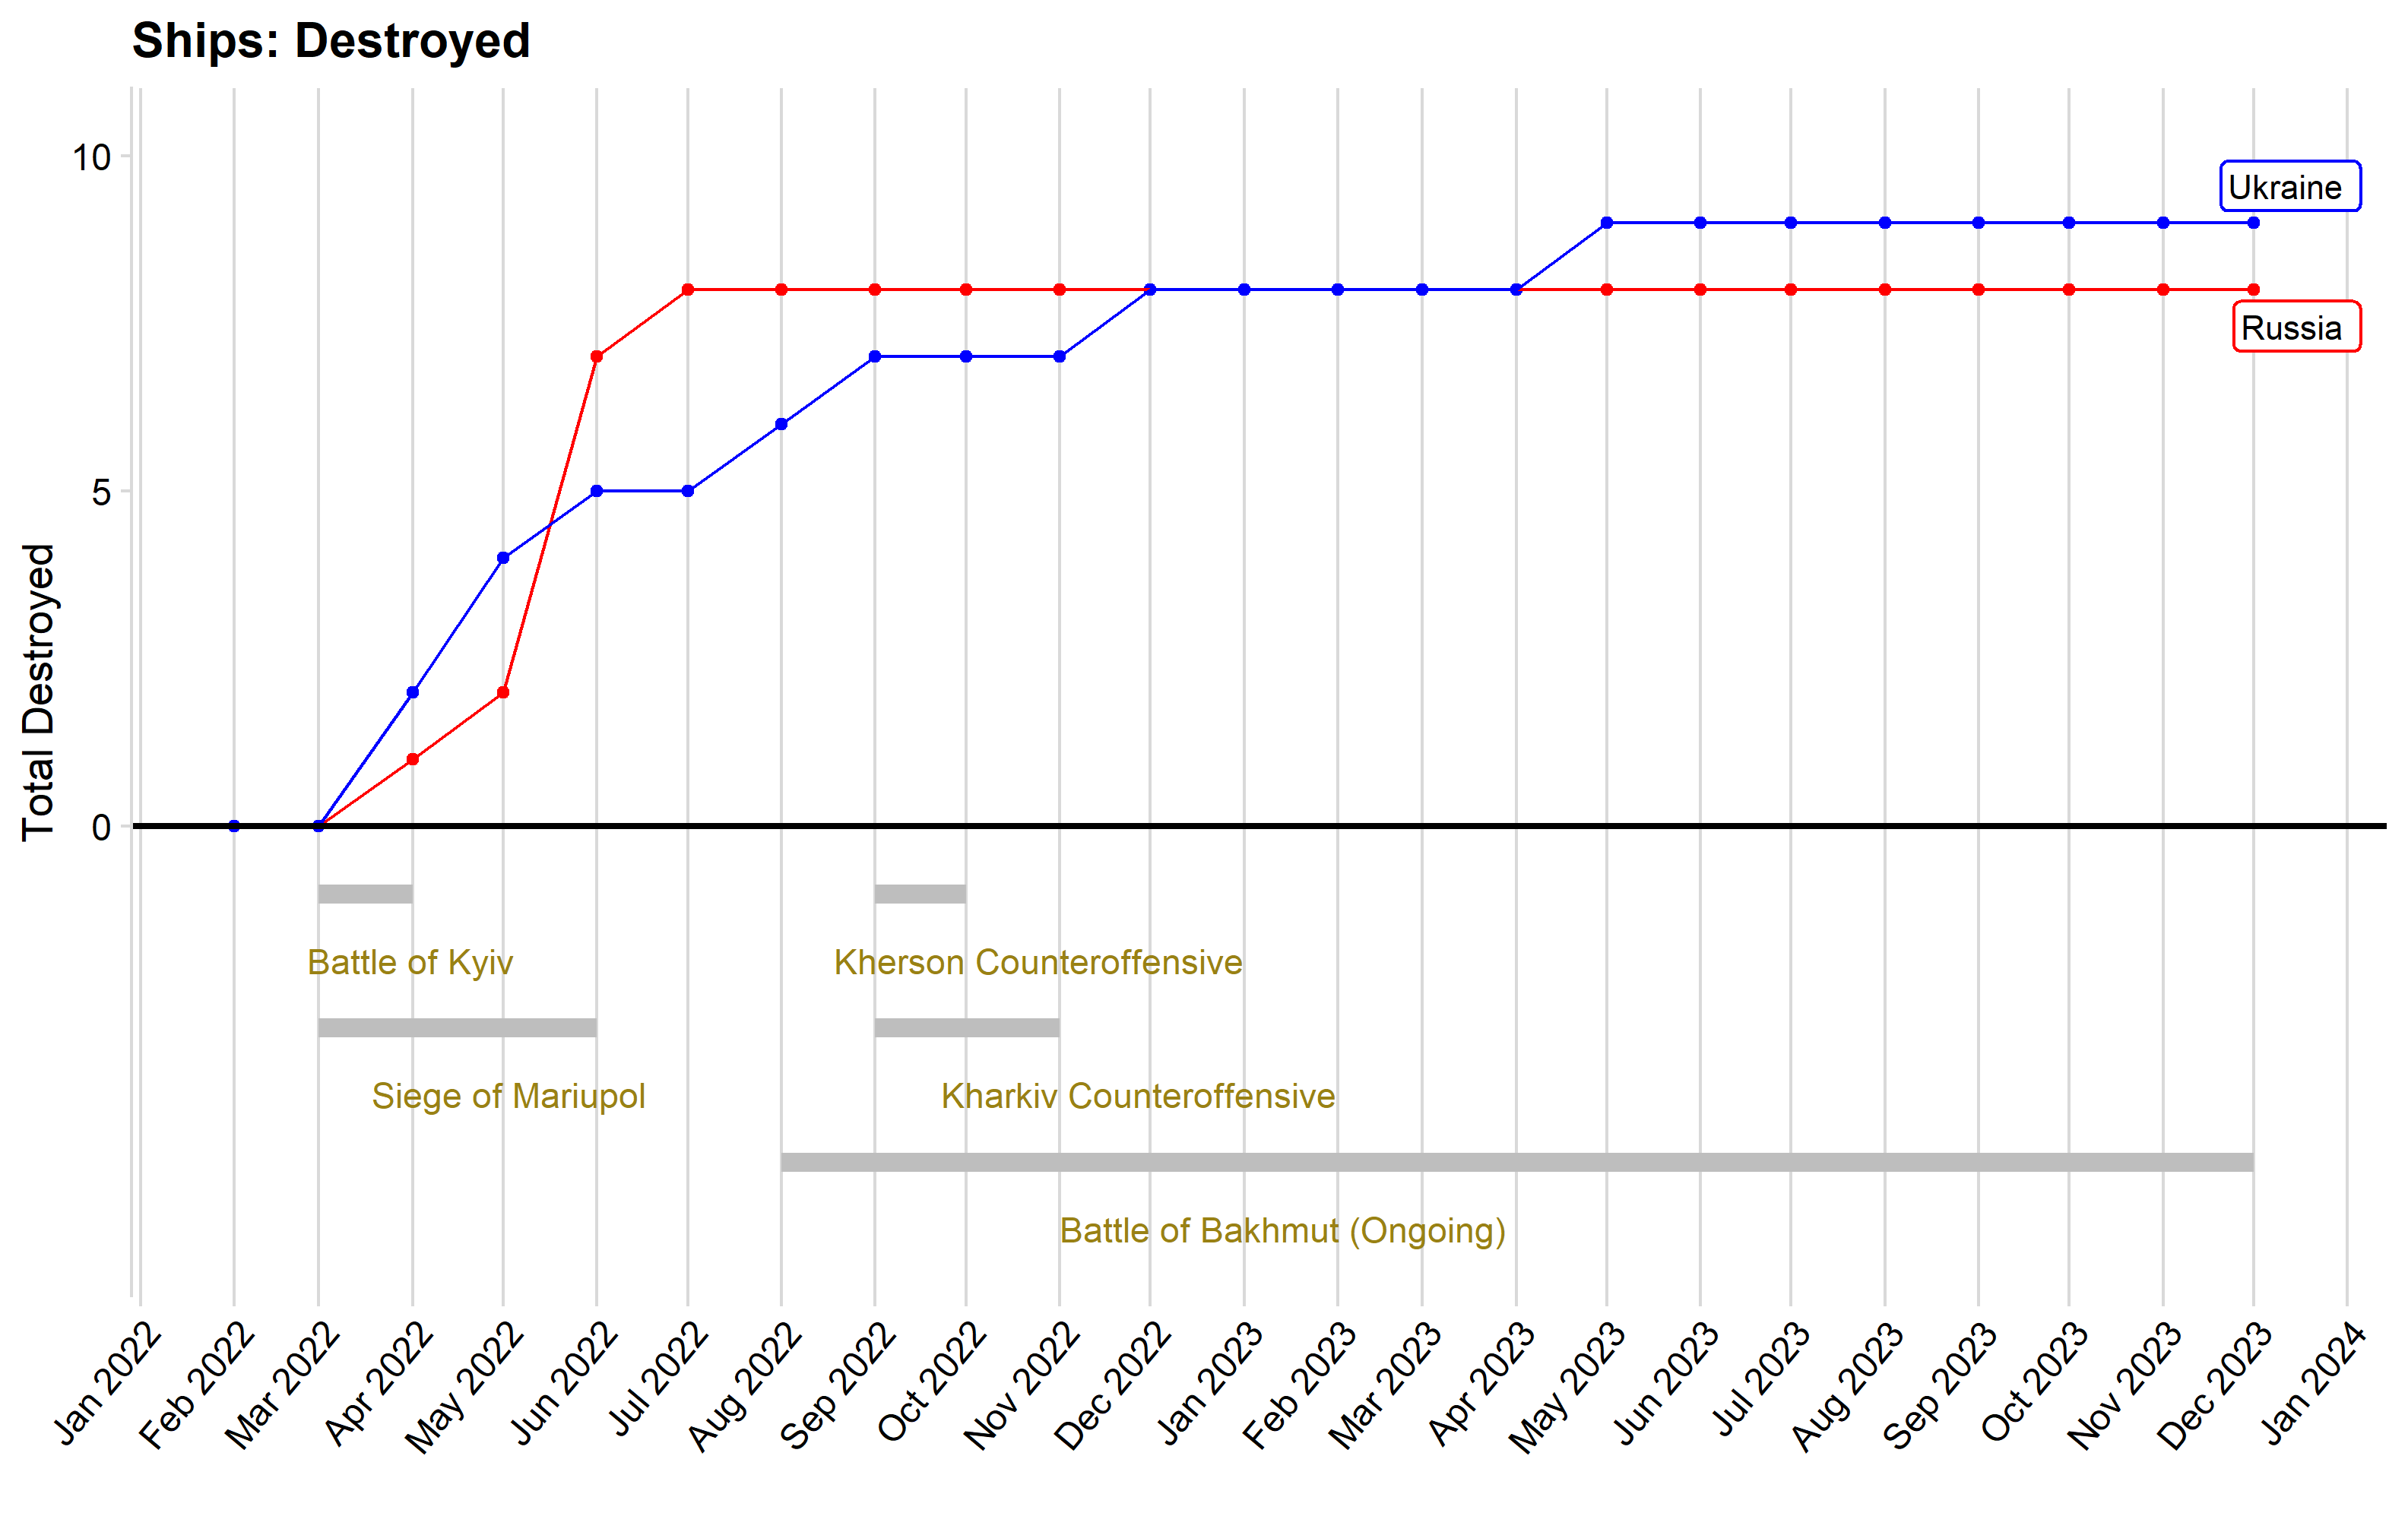 Ships: Destroyed
Total Destroyed
10
5
0
Ukraine
Russia
Battle of Kyiv
Kherson Counteroffensive
Siege of Mariupol
Kharkiv Counteroffensive
Battle of Bakhmut (Ongoing)
Jan 2022
Feb 2022
Mar 2022
Apr 2022
May 2022
Jun 2022
Jul 2022
Aug 2022
Sep 2022
Oct 2022
Nov 2022
Dec 2022
Jan 2023
Feb 2023
Mar 2023
Apr 2023
May 2023
Jun 2023
Jul 2023
Aug 2023
Sep 2023
Oct 2023
Nov 2023
Dec 2023
Jan 2024